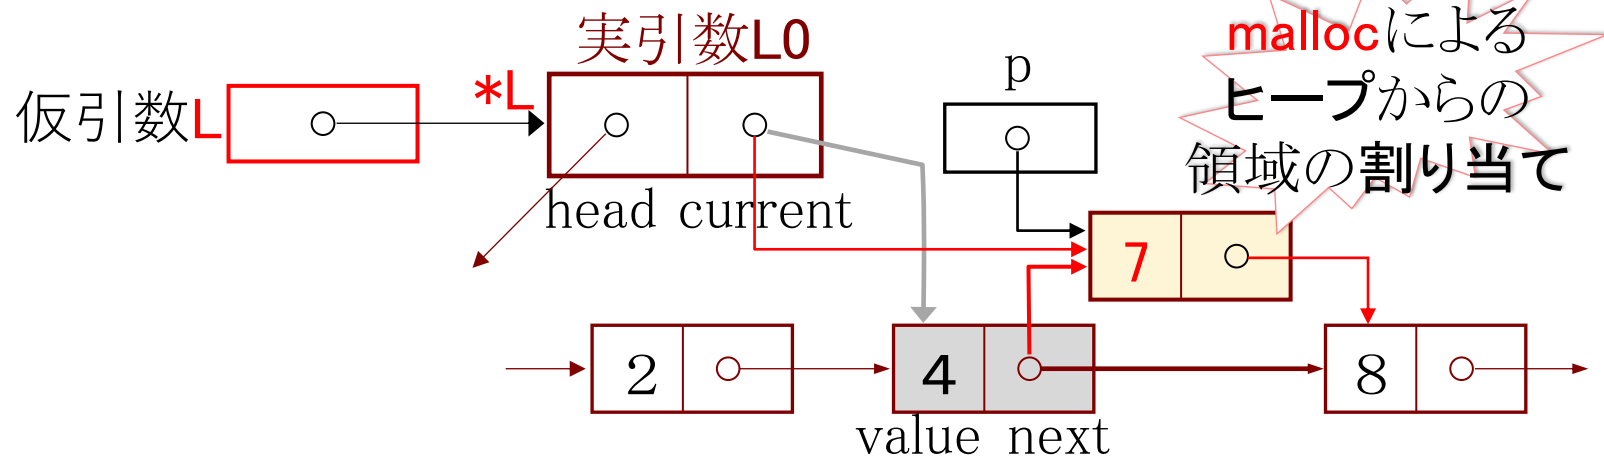 実引数L0
mallocによる
ヒープからの
領域の割り当て
仮引数L
*L
p
head current
7
2
4
8
value next